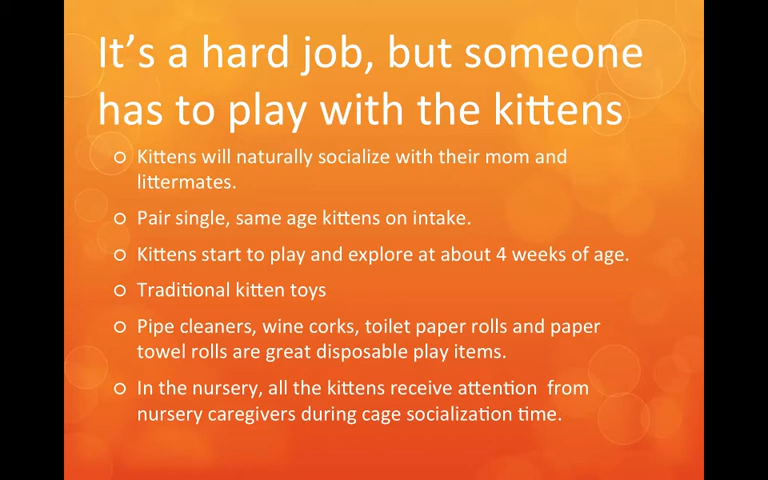 It’s a hard job, but someone
has to play with the kittens
Kittens will naturally socialize with their mom and
littermates.
Pair single, same age kittens on intake.
Kittens start to play and explore at about 4 weeks of age.
Traditional kitten toys
Pipe cleaners, wine corks, toilet paper rolls and paper
towel rolls are great disposable play items.
In the nursery, all the kittens receive attention  from
nursery caregivers during cage socialization time.